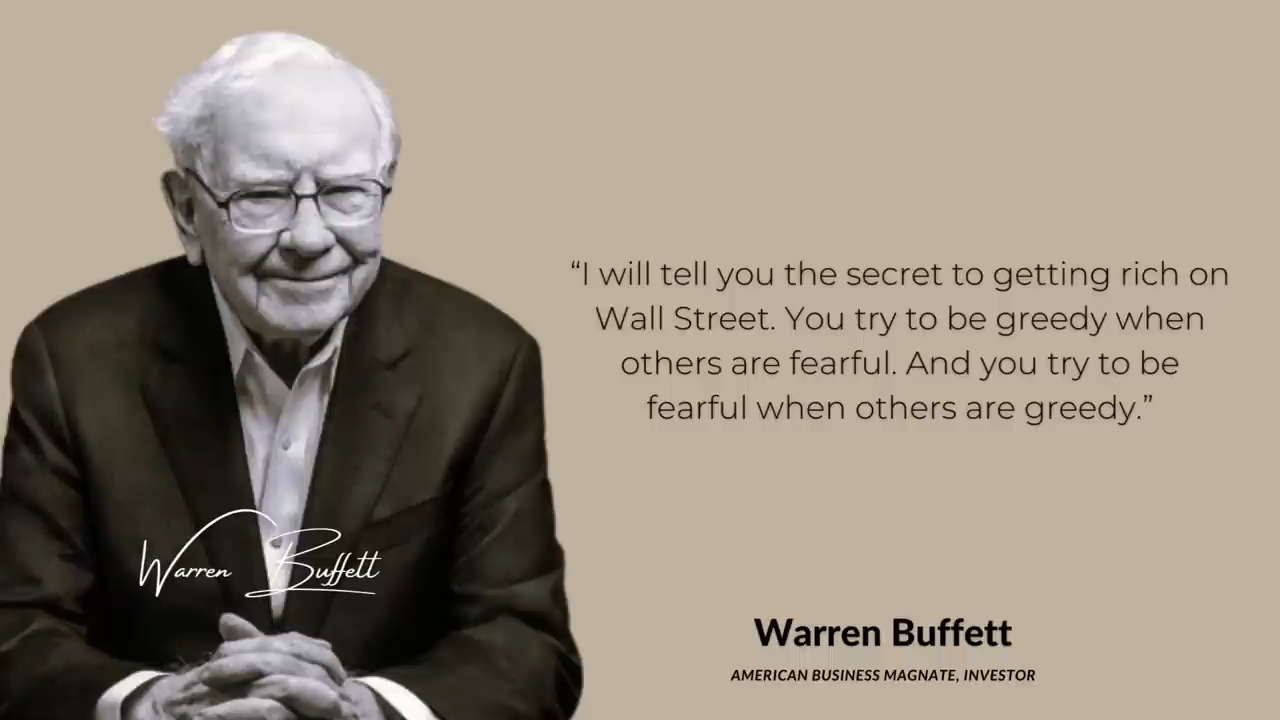 “I will tell you the secret to getting rich on
Wall Street. You try to be greedy when
others are fearful. And you try to be
fearful when others are greedy.”
Warren Buffett
Warren Buffett
AMERICAN BUSINESS MAGNATE, INVESTOR